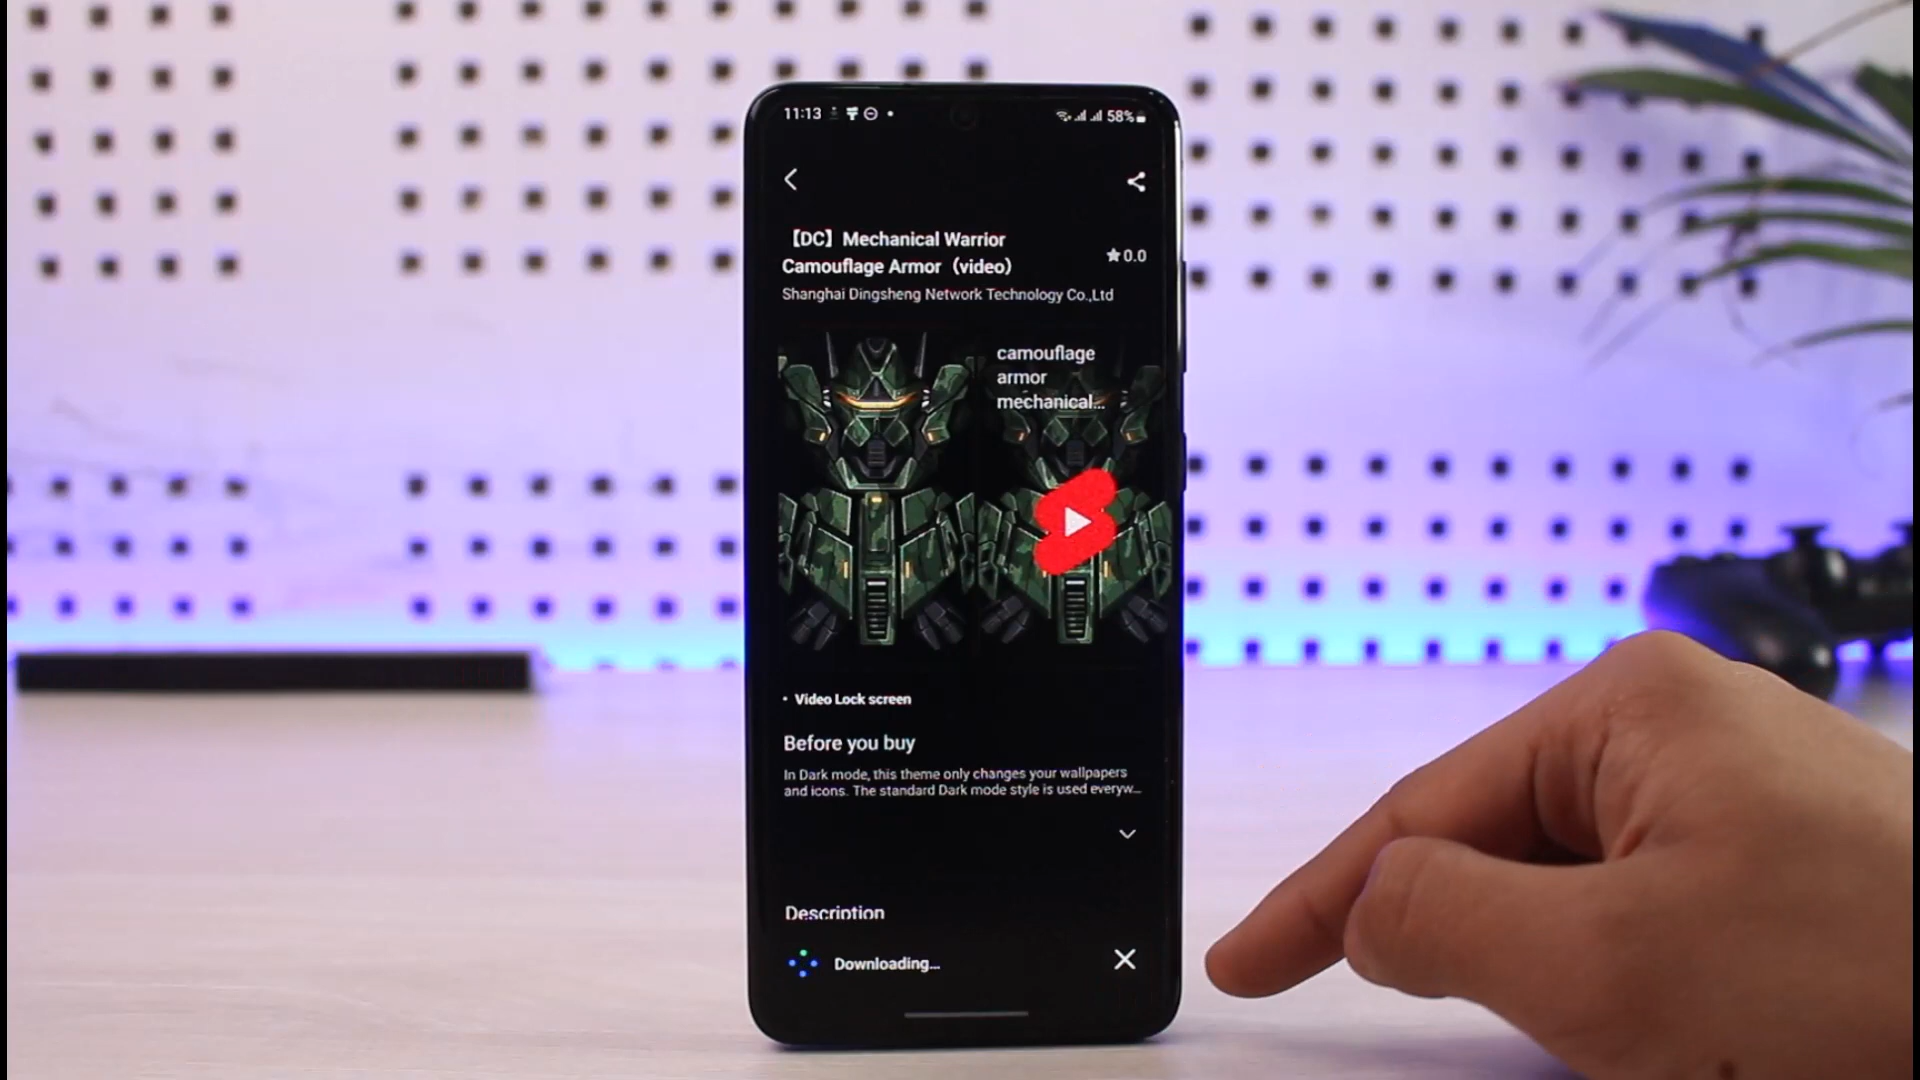 11:13
58%
【DC】Mechanical Warrior
Camouflage Armor（video）
★0.0
Shanghai Dingsheng Network Technology Co.,Ltd
camouflage
armor
mechanical...
• Video Lock screen
Before you buy
In Dark mode, this theme only changes your wallpapers
and icons. The standard Dark mode style is used everyw...
Description
Downloading...